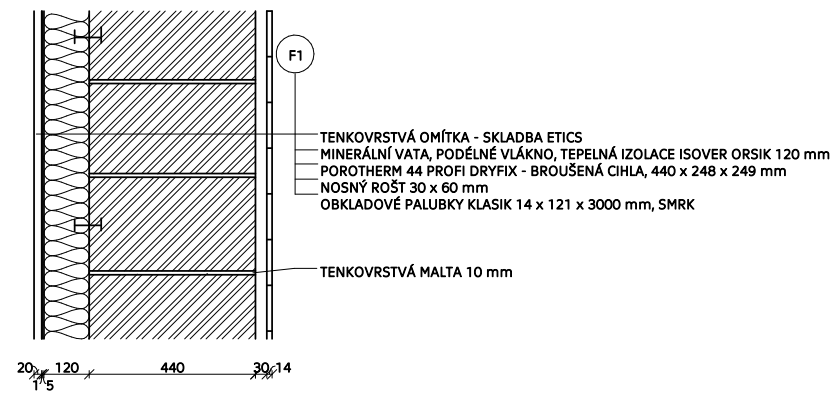 F1
TENKOVRSTVÁ OMÍTKA - SKLADBA ETICS
MINERÁLNÍ VATA, PODÉLNÉ VLÁKNO, TEPELNÁ IZOLACE ISOVER ORSIK 120 mm
POROTHERM 44 PROFI DRYFIX - BROUŠENÁ CIHLA, 440 x 248 x 249 mm
NOSNÝ ROŠT 30 x 60 mm
OBKLADOVÉ PALUBKY KLASIK 14 x 121 x 3000 mm, SMRK
TENKOVRSTVÁ MALTA 10 mm
20 120 440 30 14
1 5